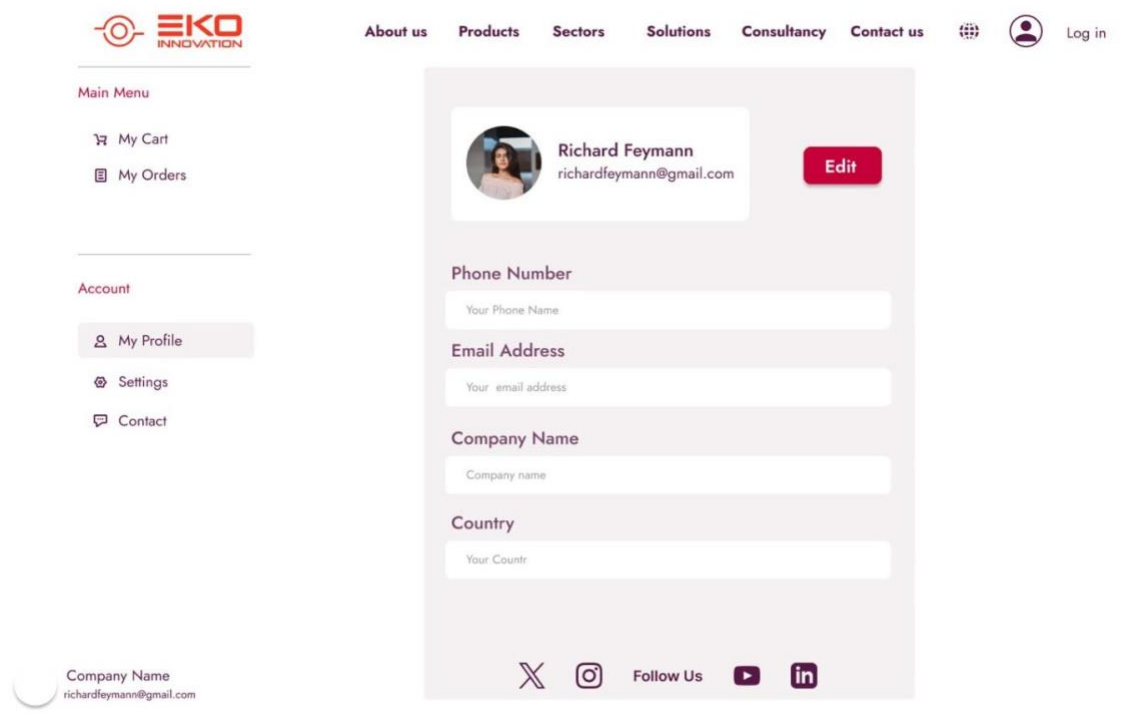 EKO
INNOVATION
About us Products Sectors Solutions Consultancy Contact us Log in
Main Menu
My Cart
My Orders
Account
My Profile
Settings
Contact
Company Name
richardfeymann@gmail.com
Richard Feymann
richardfeymann@gmail.com
Edit
Phone Number
Your Phone Name
Email Address
Your email address
Company Name
Company name
Country
Your Countr
Follow Us
in